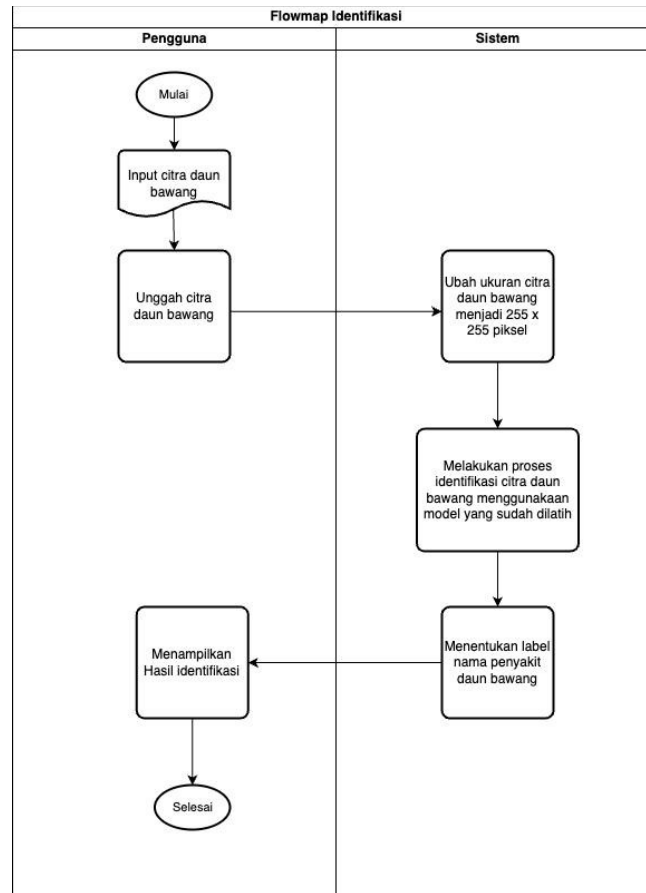 Flowmap Identifikasi
Pengguna
Sistem
Mulai
Input citra daun
bawang
Unggah citra
daun bawang
Ubah ukuran citra
daun bawang
menjadi 255 x
255 piksel
Melakukan proses
identifikasi citra daun
bawang menggunakaan
model yang sudah dilatih
Menentukan label
nama penyakit
daun bawang
Menampilkan
Hasil identifikasi
Selesai